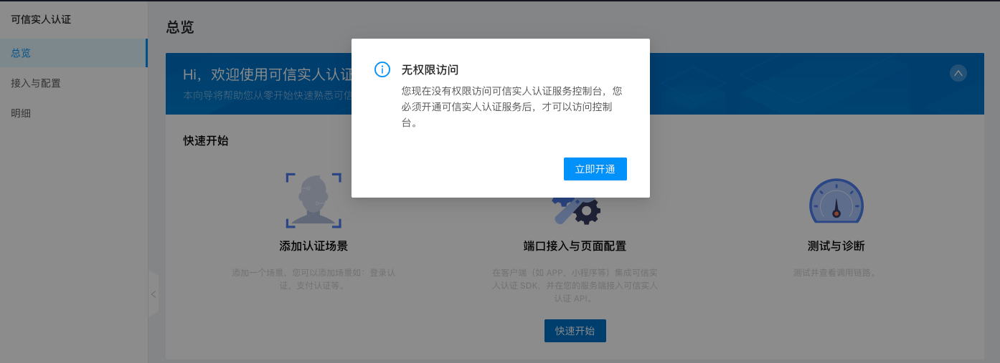 可信实人认证
总览
接入与配置
明细
总览
Hi，欢迎使用可信实人认证
本向导将帮助您从零开始快速熟悉可信
无权限访问
您现在没有权限访问可信实人认证服务控制台，您
必须开通可信实人认证服务后，才可以访问控制
台。
立即开通
快速开始
添加认证场景
添加一个场景，您可以添加场景如：登录认
证，支付认证等。
端口接入与页面配置
在客户端（如 APP，小程序等）集成可信实
人认证 SDK，并在您的服务端接入可信实人
认证 API。
快速开始
测试与诊断
测试并查看调用链路。